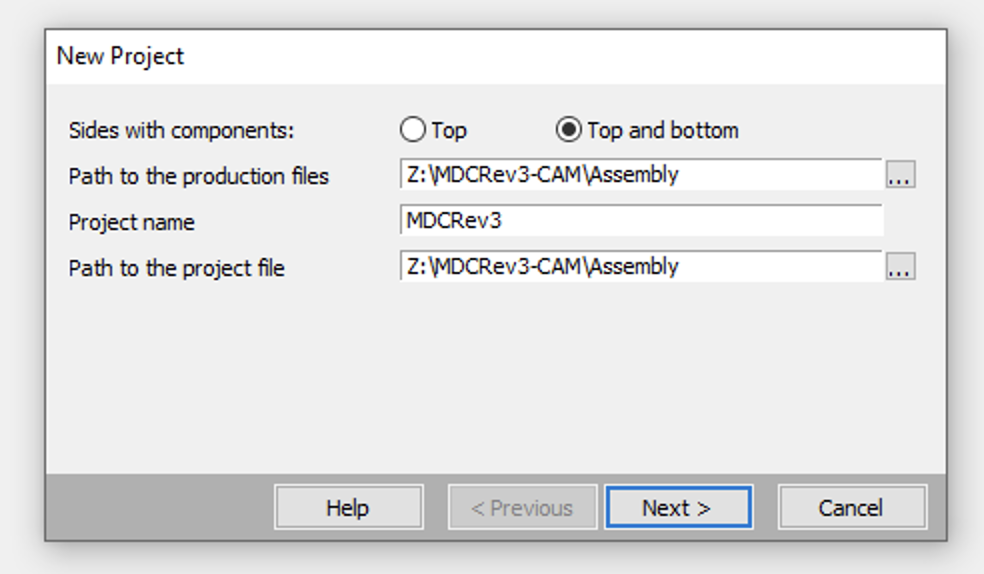 New Project
Sides with components: Top Top and bottom
Path to the production files Z:\MDCRev3-CAM\Assembly ...
Project name MDCRev3
Path to the project file Z:\MDCRev3-CAM\Assembly ...
Help < Previous Next > Cancel